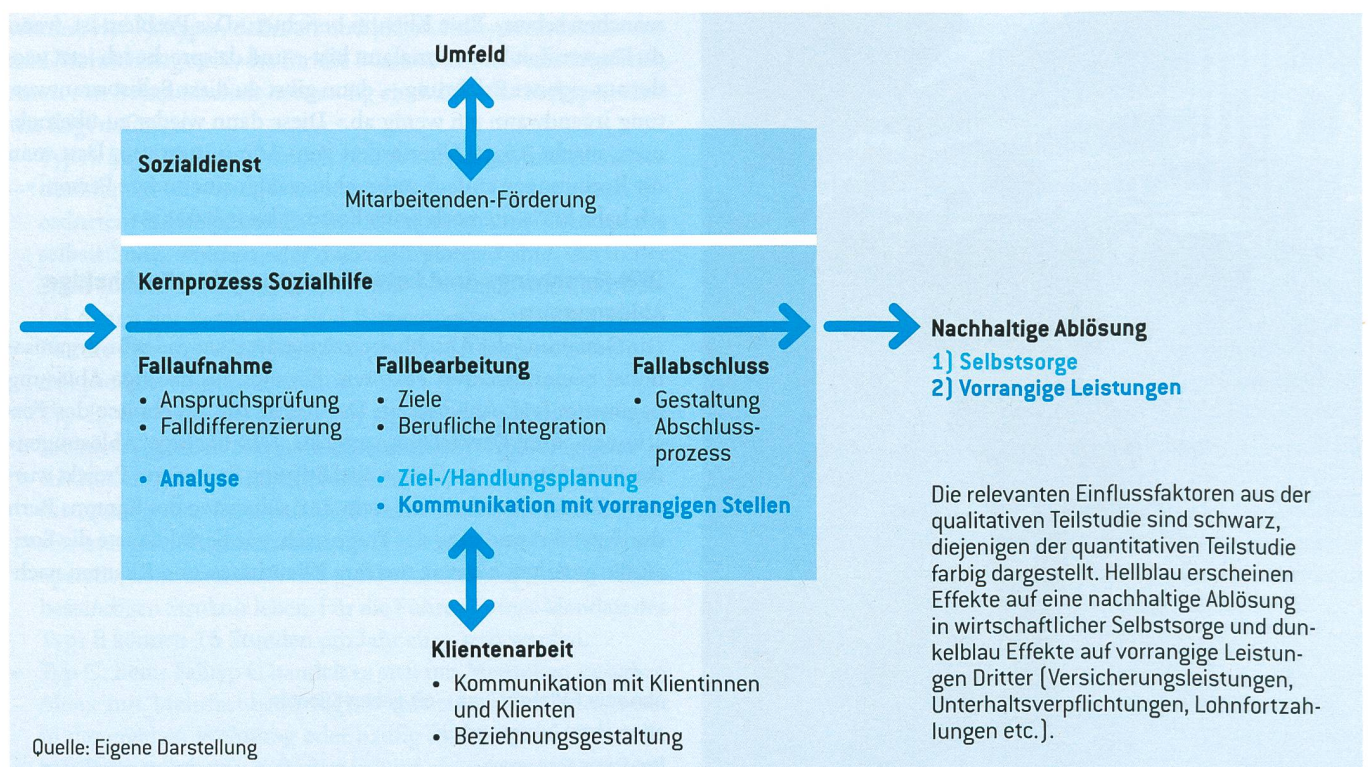 Umfeld
Sozialdienst
Mitarbeitenden-Förderung
Kernprozess Sozialhilfe
Fallaufnahme
• Anspruchsprüfung
• Falldifferenzierung
• Analyse
Fallbearbeitung
• Ziele
• Berufliche Integration
• Ziel-/Handlungsplanung
• Kommunikation mit vorrangigen Stellen
Fallabschluss
• Gestaltung
Abschluss-
prozess
Nachhaltige Ablösung
1) Selbstsorge
2) Vorrangige Leistungen
Klientenarbeit
• Kommunikation mit Klientinnen
und Klienten
• Beziehnungsgestaltung
Die relevanten Einflussfaktoren aus der
qualitativen Teilstudie sind schwarz,
diejenigen der quantitativen Teilstudie
farbig dargestellt. Hellblau erscheinen
Effekte auf eine nachhaltige Ablösung
in wirtschaftlicher Selbstsorge und dun-
kelblau Effekte auf vorrangige Leistun-
gen Dritter (Versicherungsleistungen,
Unterhaltsverpflichtungen, Lohnfortzah-
lungen etc.).
Quelle: Eigene Darstellung